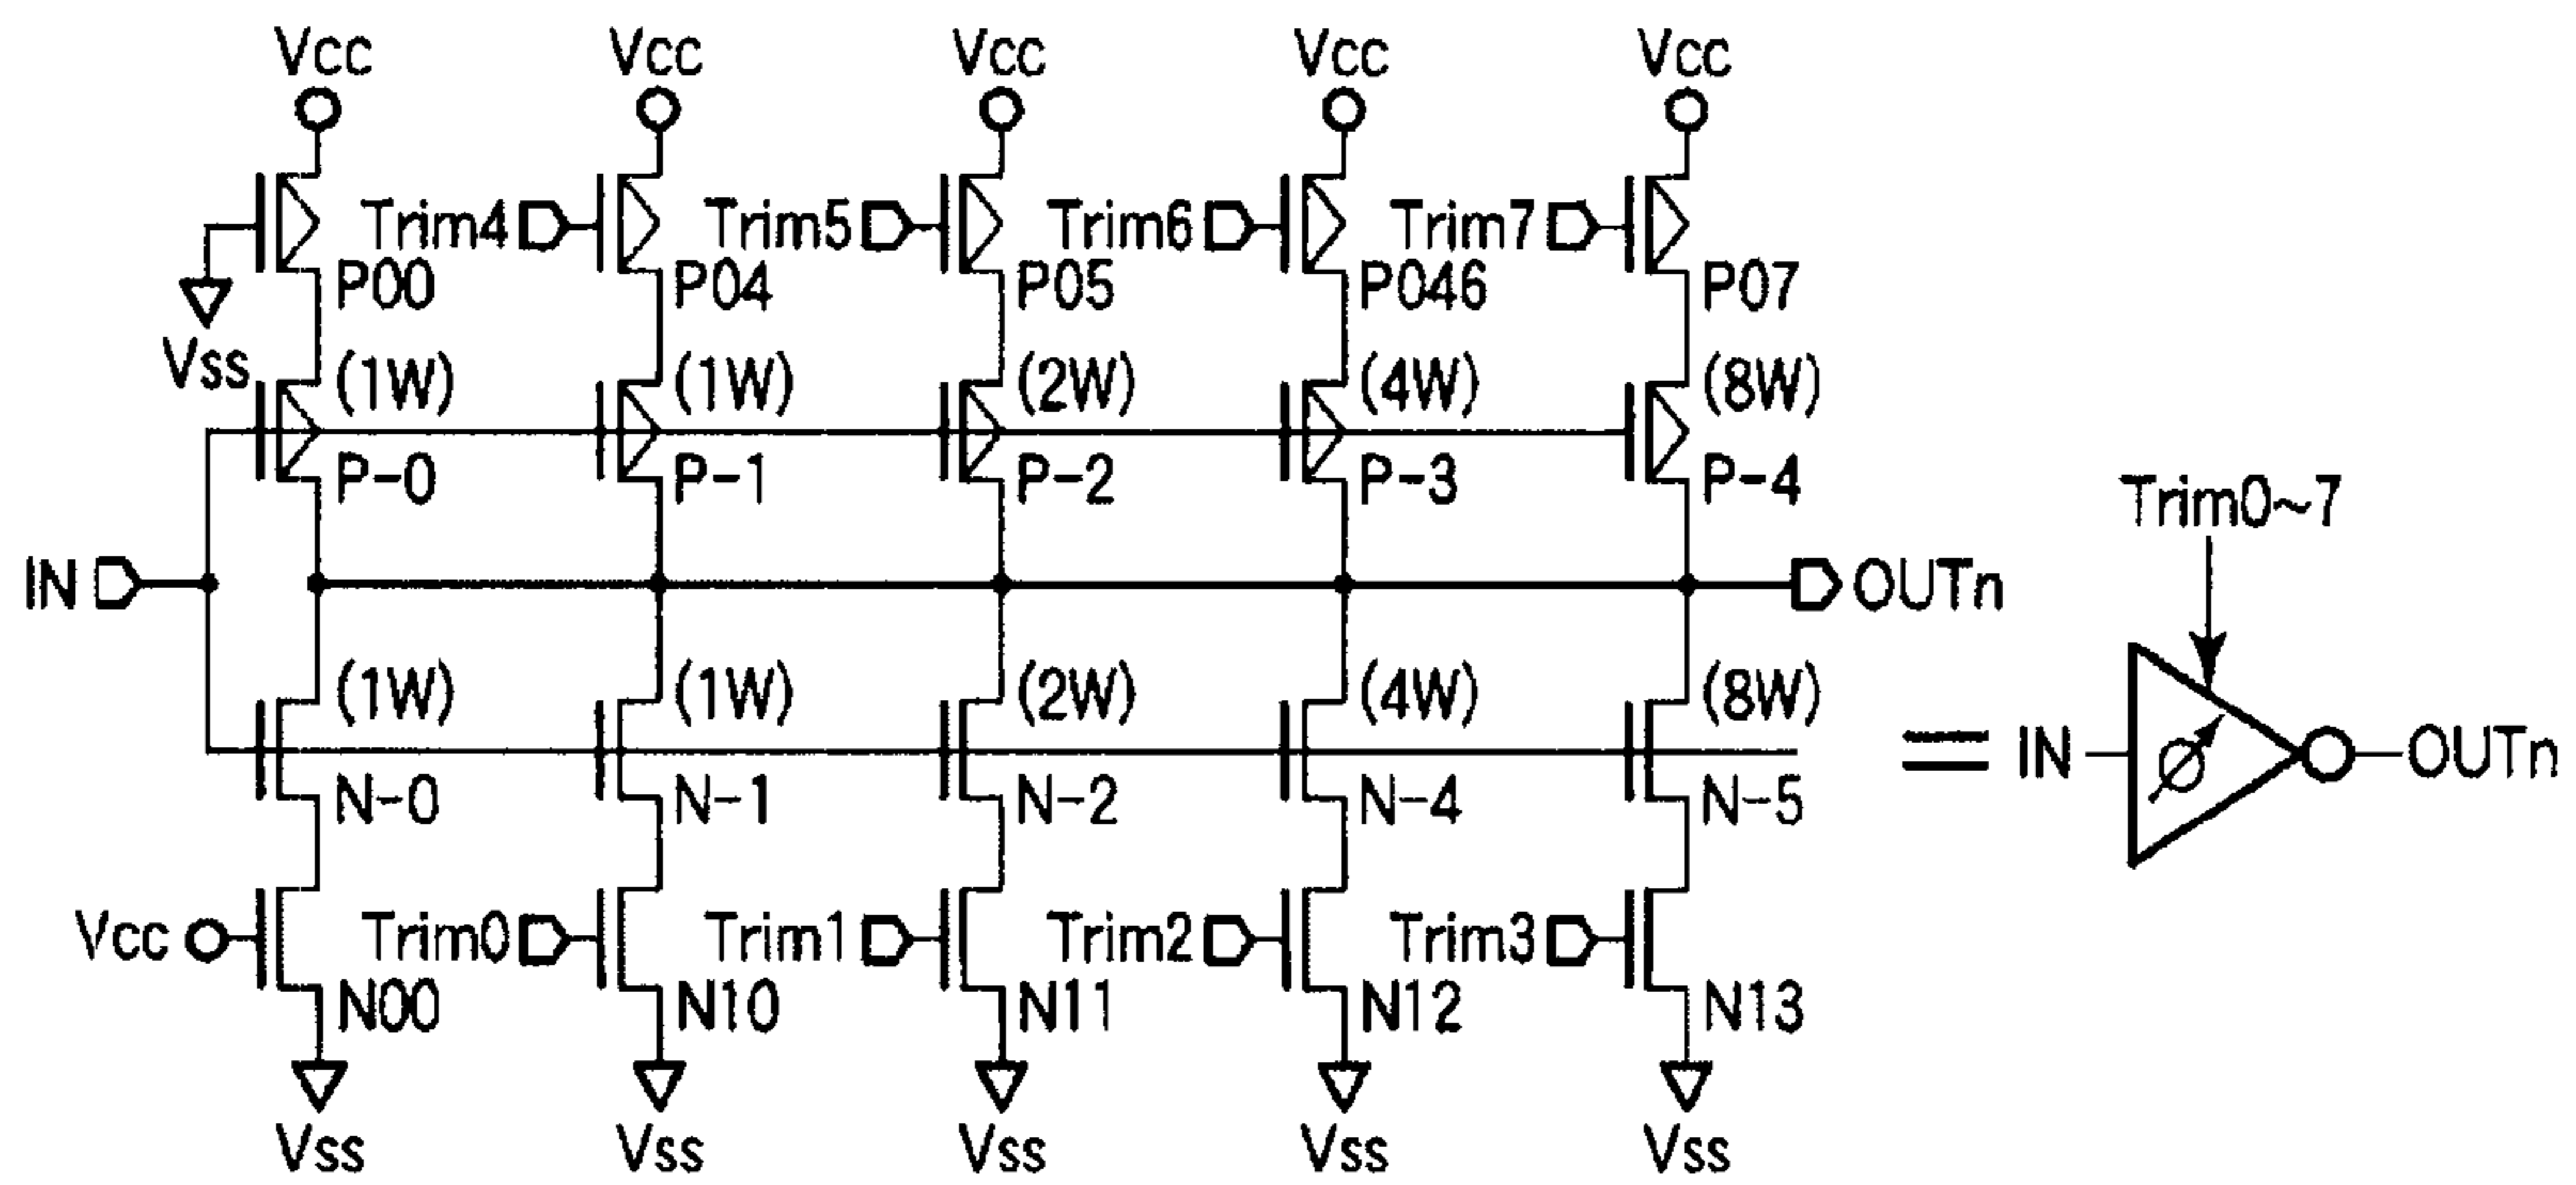 Vcc Vcc Vcc Vcc Vcc
Trim4 Trim5 Trim6 Trim7
P00 P04 P05 P046 P07
Vss (1W) (1W) (2W) (4W) (8W)
P-0 P-1 P-2 P-3 P-4
Trim0~7
IN OUTn
(1W) (1W) (2W) (4W) (8W)
= IN OUTn
N-0 N-1 N-2 N-4 N-5
Vcc Trim0 Trim1 Trim2 Trim3
N00 N10 N11 N12 N13
Vss Vss Vss Vss Vss